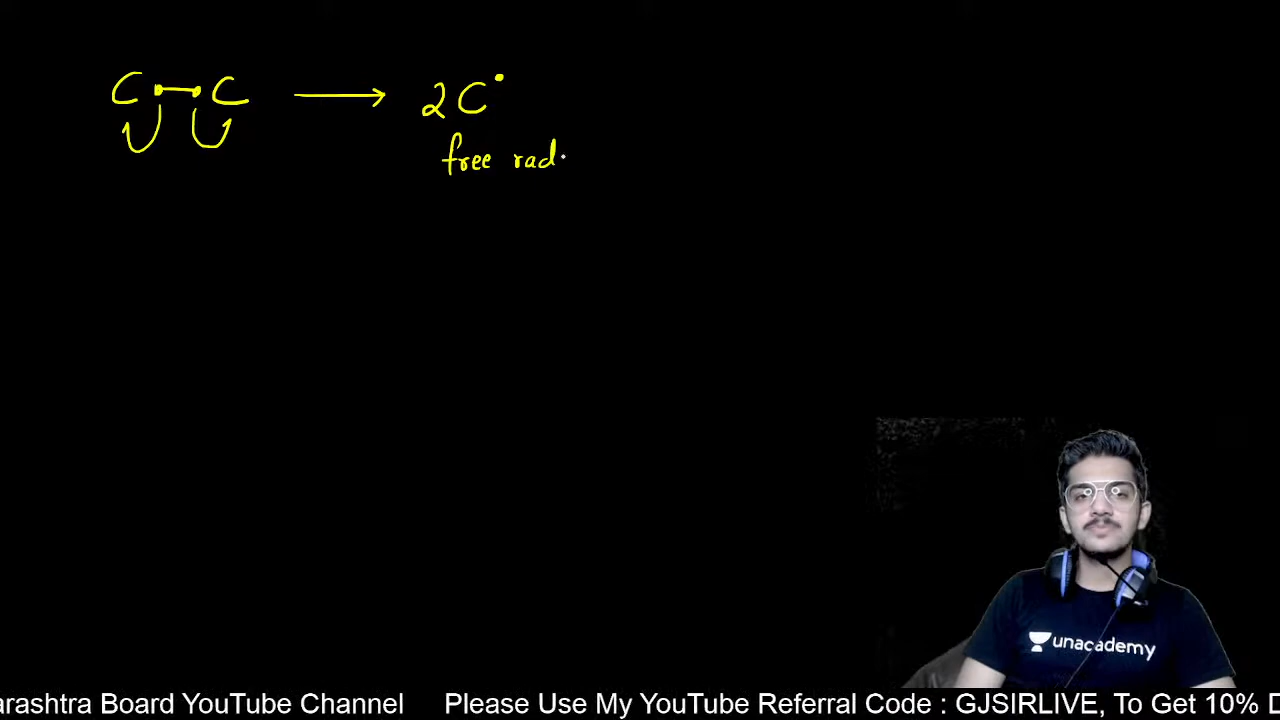 C — C ⟶ 2C•
free rad
unacademy
arashtra Board YouTube Channel Please Use My YouTube Referral Code : GJSIRLIVE, To Get 10% D